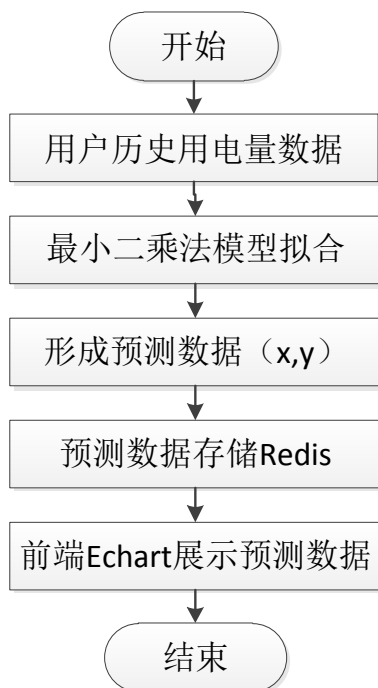 开始
用户历史用电量数据
最小二乘法模型拟合
形成预测数据（x,y）
预测数据存储Redis
前端Echart展示预测数据
结束